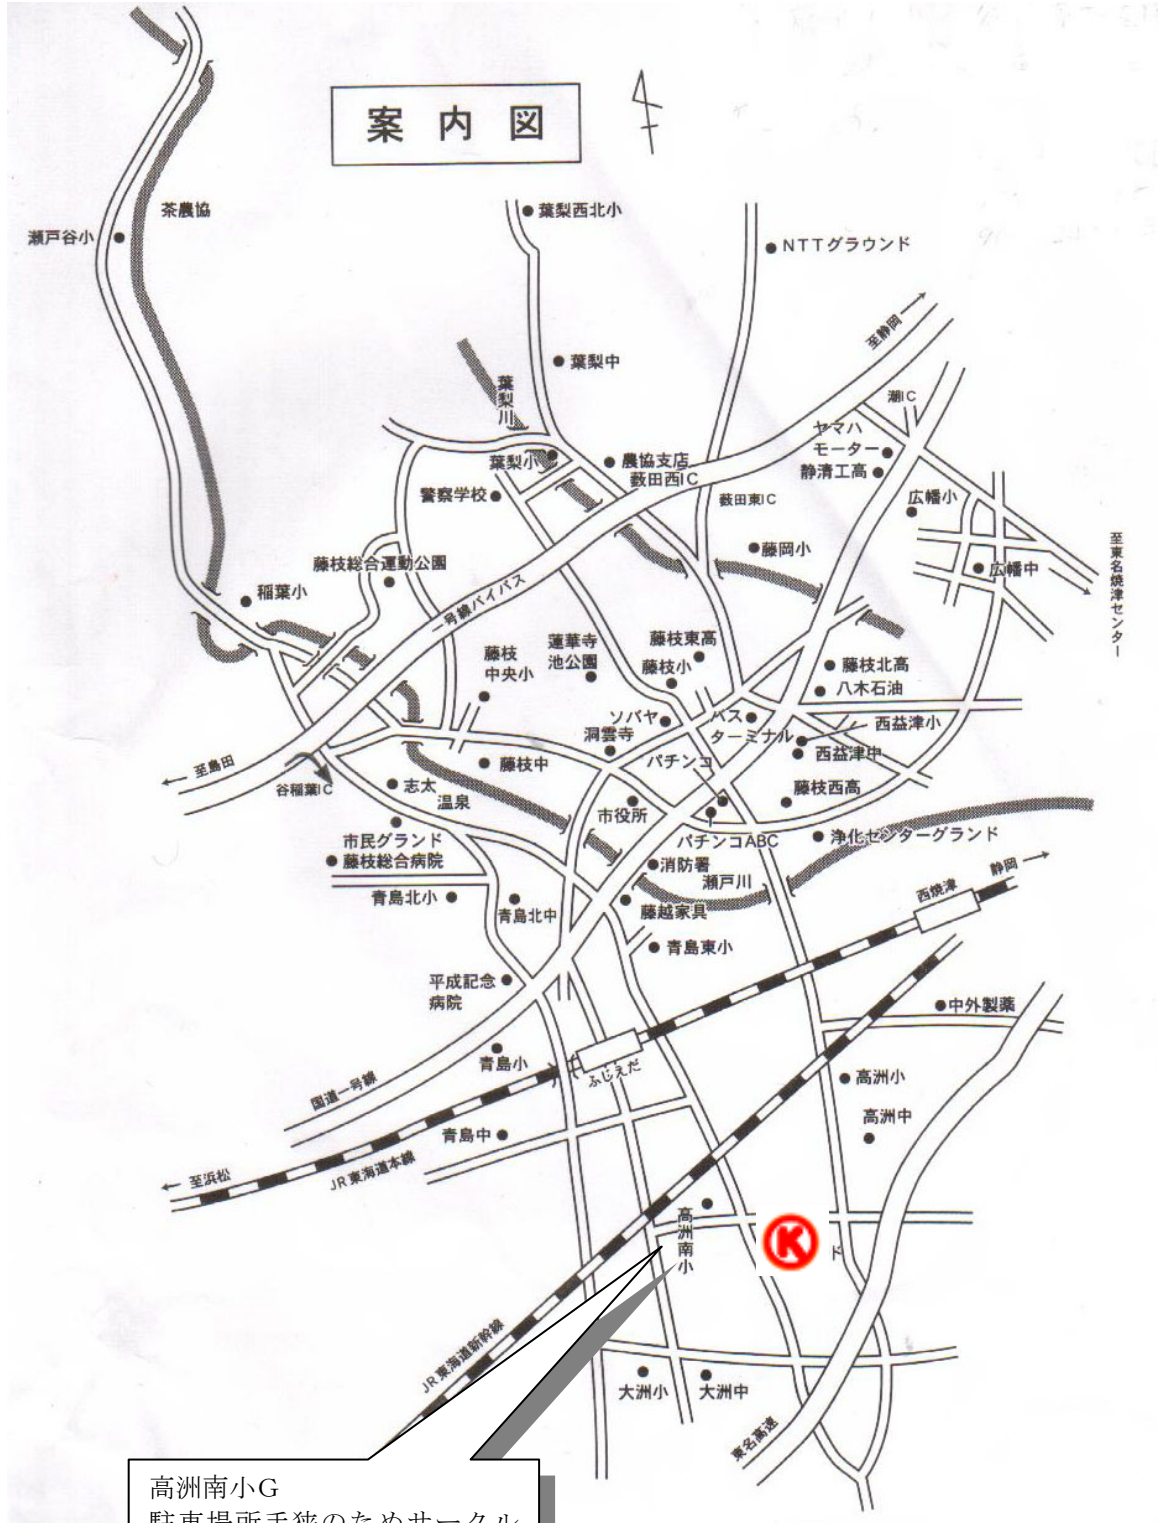 案内図
茶農協
瀬戸谷小
葉梨西北小
NTTグラウンド
至静岡
葉梨中
葉梨川
潮IC
ヤマハ
モーター
静清工高
葉梨小
農協支店
薮田西IC
警察学校
薮田東IC
広幡小
藤岡小
至東名焼津センター
藤枝総合運動公園
広幡中
稲葉小
一号線バイパス
藤枝東高
蓮華寺
池公園
藤枝
中央小
藤枝小
藤枝北高
八木石油
ソバヤ
バス
ターミナル
西益津小
洞雲寺
西益津中
パチンコ
藤枝中
至島田
谷稲葉IC
志太
温泉
藤枝西高
市役所
市民グランド
パチンコABC
浄化センターグランド
藤枝総合病院
消防署
瀬戸川
静岡
西焼津
青島北小
青島北中
藤越家具
青島東小
平成記念
病院
中外製薬
青島小
ふじえだ
高洲小
国道一号線
高洲中
青島中
至浜松
JR東海道本線
高洲南小
K
JR東海道新幹線
大洲小
大洲中
東名高速
高洲南小G
駐車場所手狭のためサークル